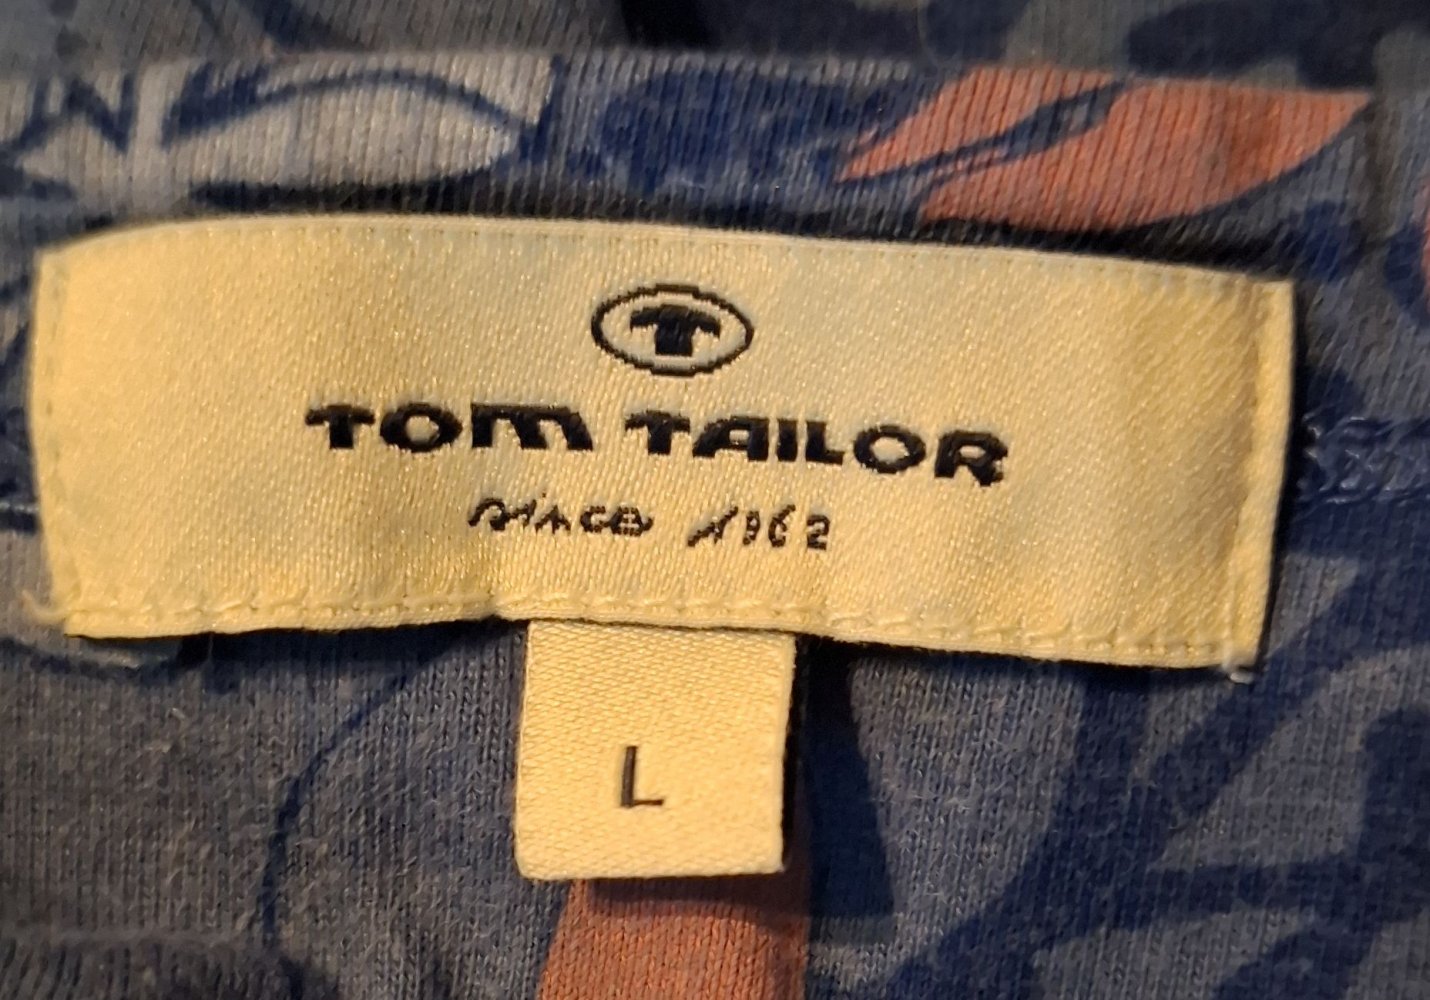 T
TOM TAILOR
since 1962
L